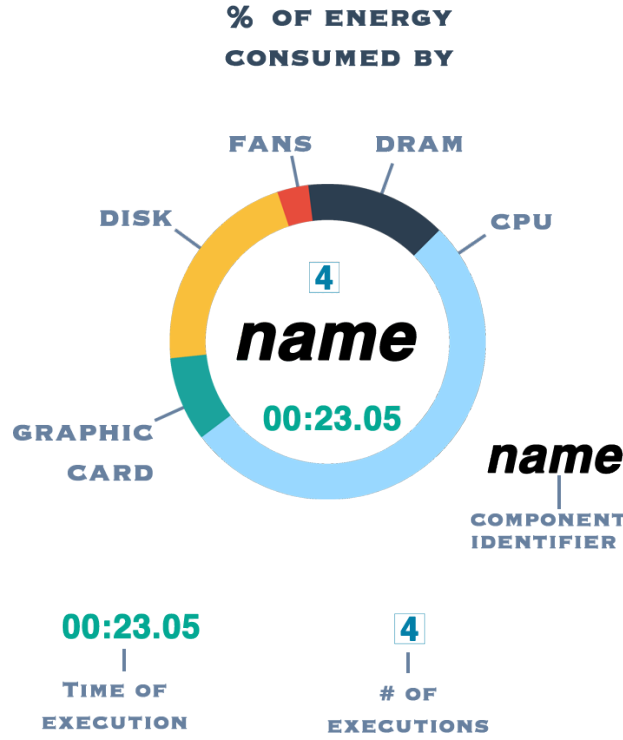 % OF ENERGY
CONSUMED BY
FANS
DRAM
DISK
CPU
4
name
00:23.05
GRAPHIC
CARD
name
COMPONENT
IDENTIFIER
00:23.05
4
TIME OF
EXECUTION
# OF
EXECUTIONS